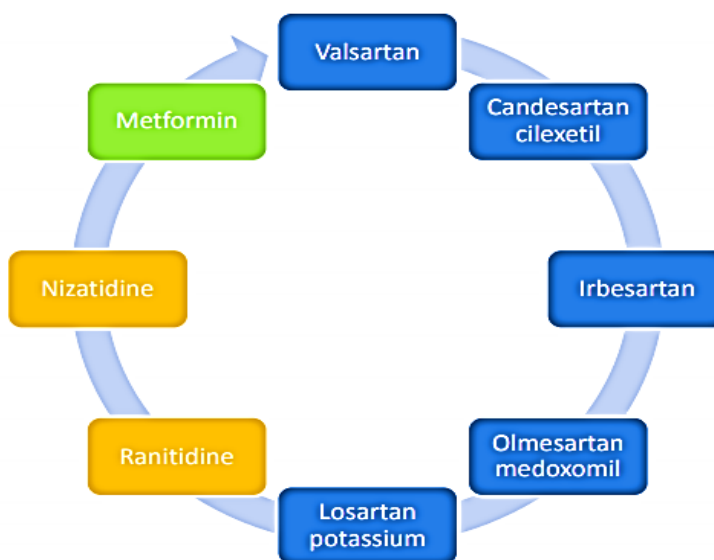 Valsartan
Candesartan
cilexetil
Irbesartan
Olmesartan
medoxomil
Losartan
potassium
Ranitidine
Nizatidine
Metformin